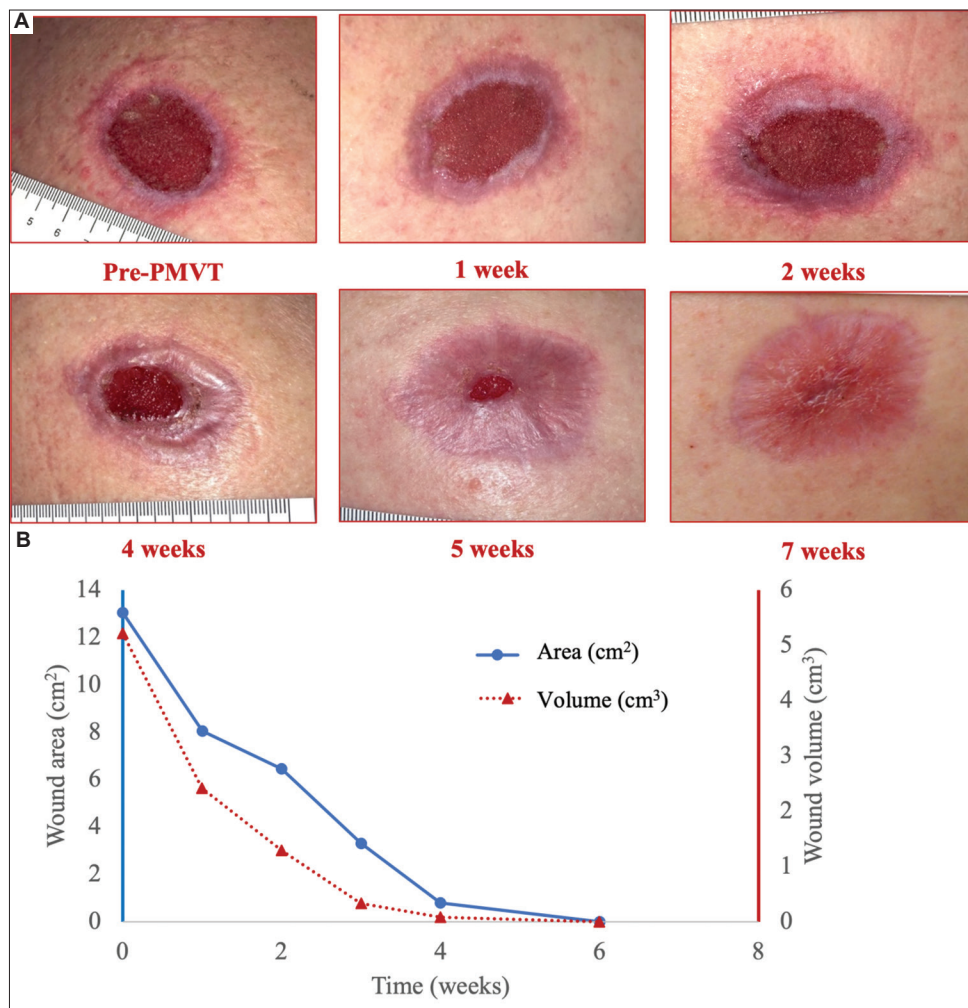 A
5 6
Pre-PMVT
1 week
2 weeks
4 weeks
5 weeks
7 weeks
B
Wound area (cm²)
14
12
10
8
6
4
2
0
Area (cm²)
Volume (cm³)
Wound volume (cm³)
6
5
4
3
2
1
0
0 2 4 6 8
Time (weeks)